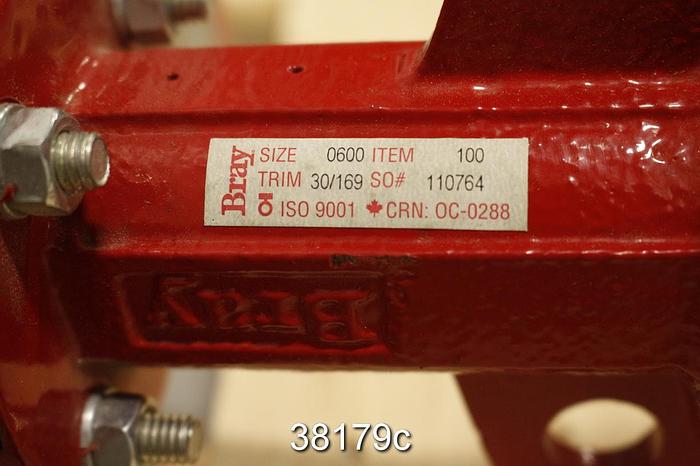 Bray
SIZE 0600 ITEM 100
TRIM 30/169 SO# 110764
ISO 9001 CRN: OC-0288
Bray
38179c